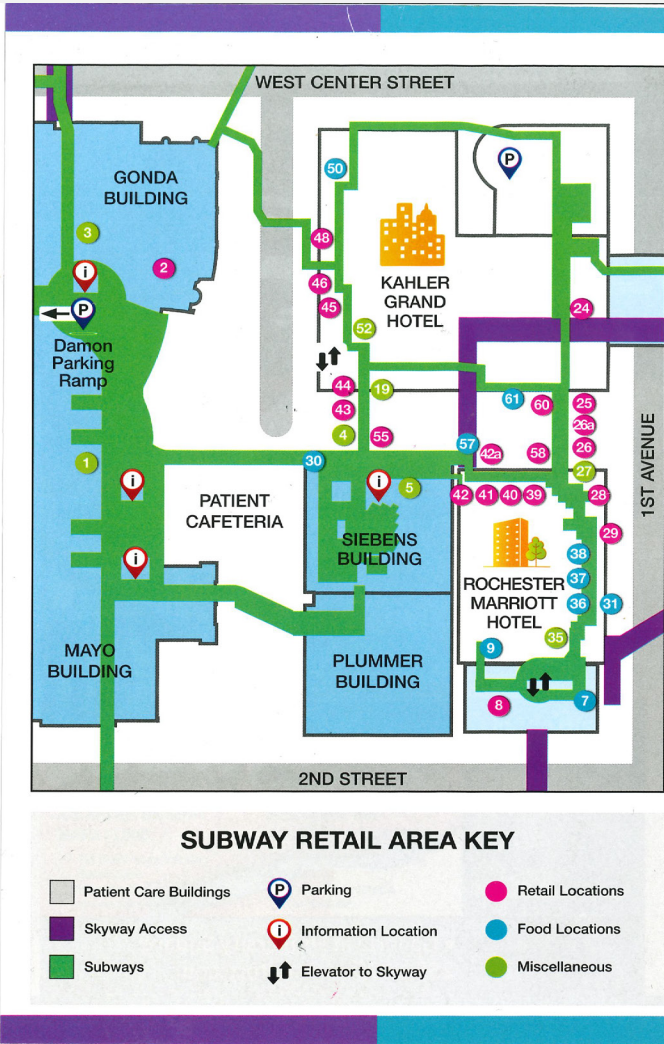 WEST CENTER STREET
GONDA
BUILDING
50
P
3
2
48
i
KAHLER
GRAND
HOTEL
46
45
24
P
Damon
Parking
Ramp
52
44
19
61
60
25
43
26a
4
55
57
42a
58
26
1ST AVENUE
1
30
27
i
i
5
42
41
40
39
28
PATIENT
CAFETERIA
29
SIEBENS
BUILDING
38
i
ROCHESTER
MARRIOTT
HOTEL
37
36
31
35
MAYO
BUILDING
PLUMMER
BUILDING
9
8
7
2ND STREET
SUBWAY RETAIL AREA KEY
Patient Care Buildings
P Parking
Retail Locations
Skyway Access
i Information Location
Food Locations
Subways
Elevator to Skyway
Miscellaneous